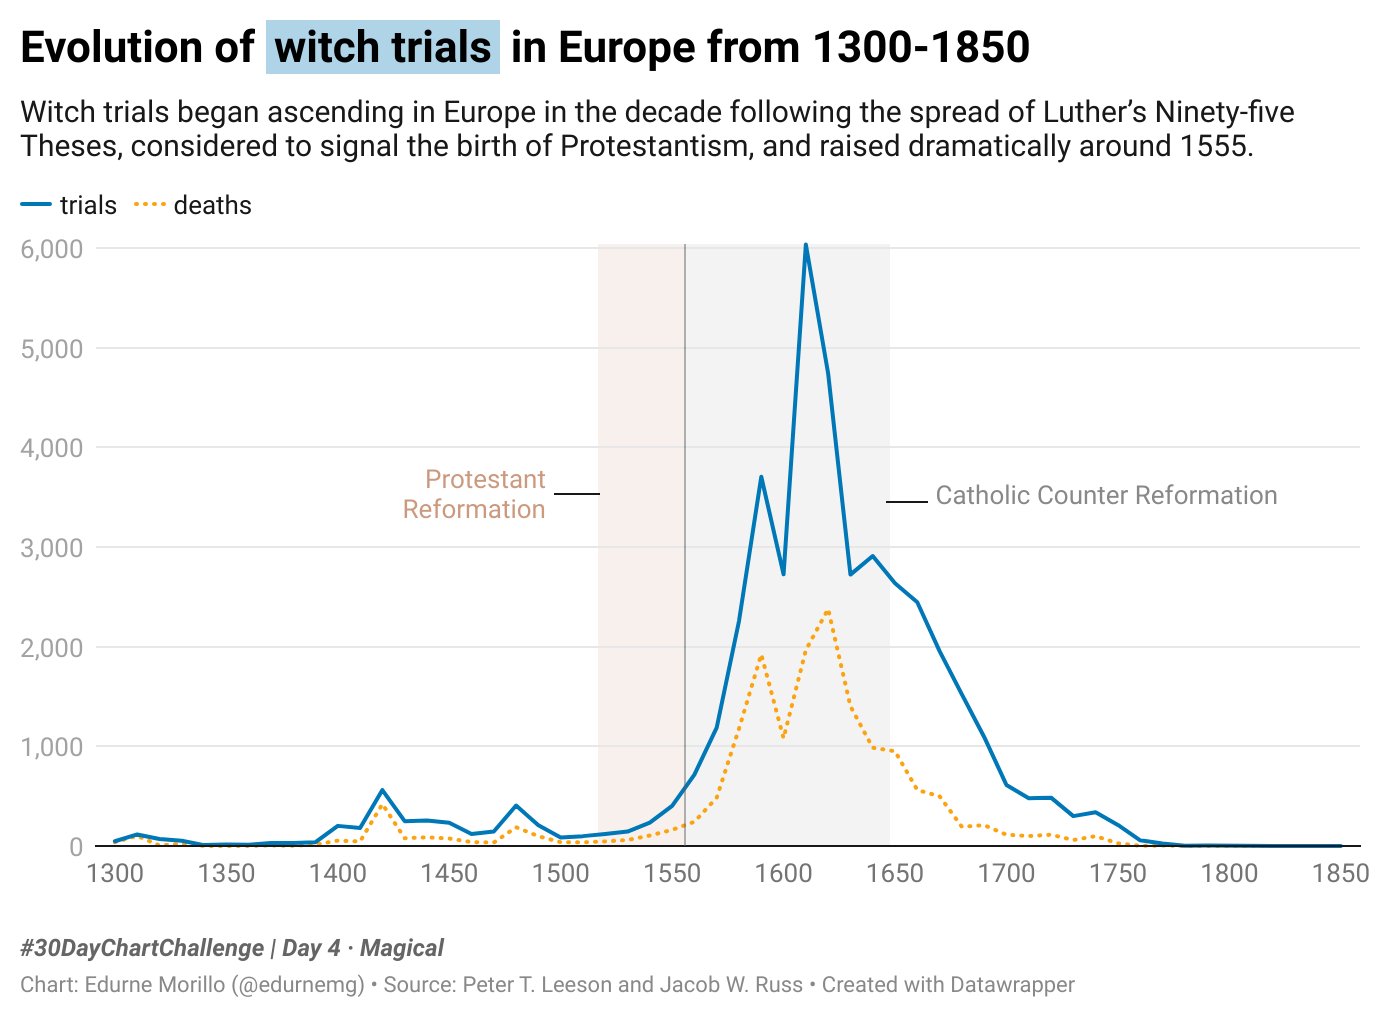 Evolution of witch trials in Europe from 1300-1850
Witch trials began ascending in Europe in the decade following the spread of Luther’s Ninety-five
Theses, considered to signal the birth of Protestantism, and raised dramatically around 1555.
trials deaths
6,000
5,000
4,000
Protestant
Reformation
Catholic Counter Reformation
3,000
2,000
1,000
0
1300 1350 1400 1450 1500 1550 1600 1650 1700 1750 1800 1850
#30DayChartChallenge | Day 4 · Magical
Chart: Edurne Morillo (@edurnemg) • Source: Peter T. Leeson and Jacob W. Russ • Created with Datawrapper